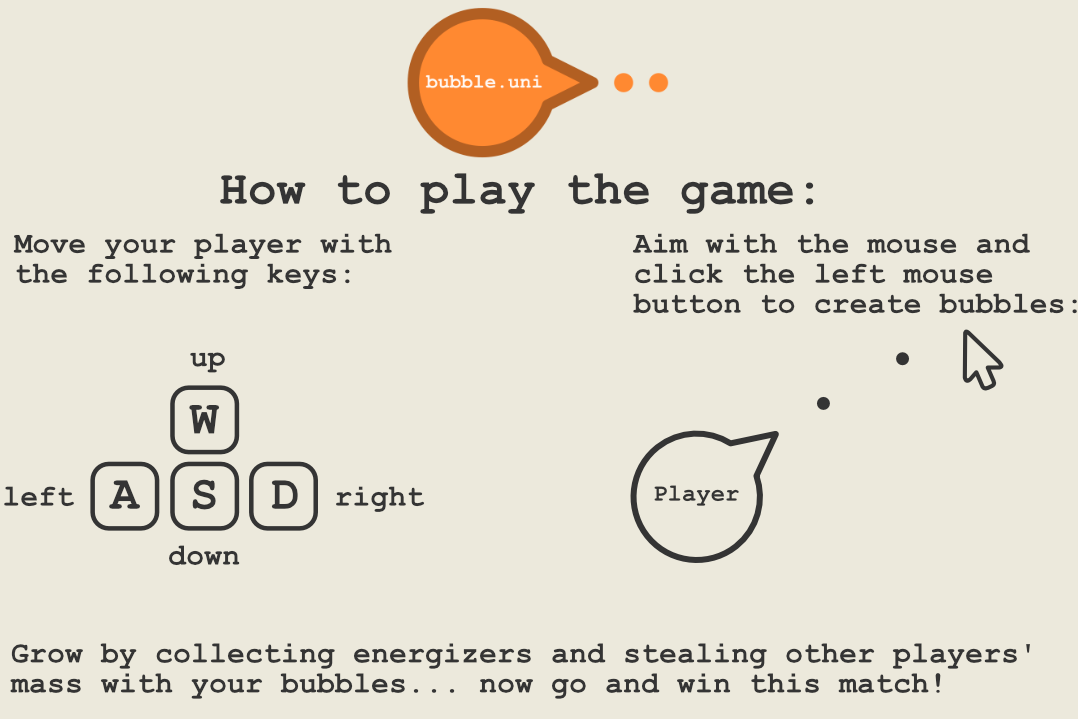 bubble.uni
How to play the game:
Move your player with
the following keys:
Aim with the mouse and
click the left mouse
button to create bubbles:
up
W
left A S D right
down
Player
Grow by collecting energizers and stealing other players'
mass with your bubbles... now go and win this match!